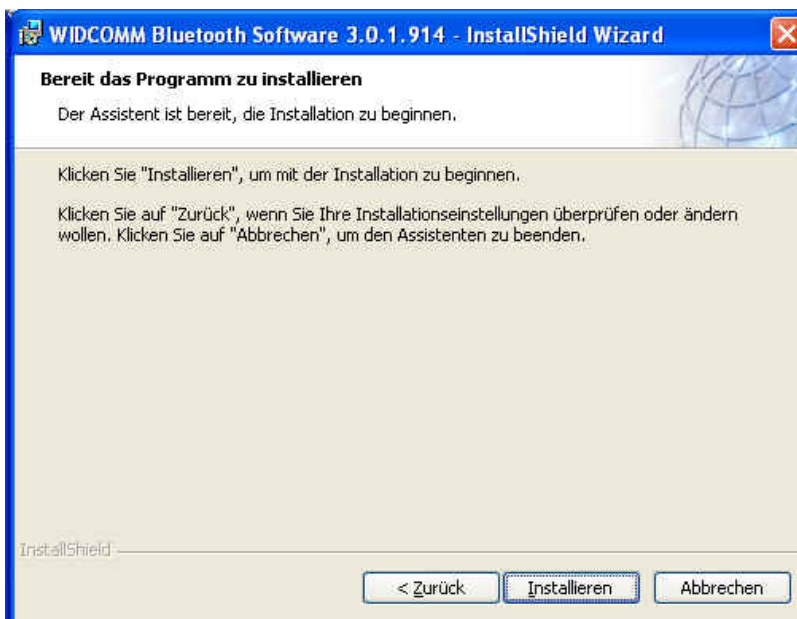 WIDCOMM Bluetooth Software 3.0.1.914 - InstallShield Wizard
Bereit das Programm zu installieren
Der Assistent ist bereit, die Installation zu beginnen.
Klicken Sie "Installieren", um mit der Installation zu beginnen.
Klicken Sie auf "Zurück", wenn Sie Ihre Installationseinstellungen überprüfen oder ändern
wollen. Klicken Sie auf "Abbrechen", um den Assistenten zu beenden.
InstallShield
< Zurück Installieren Abbrechen